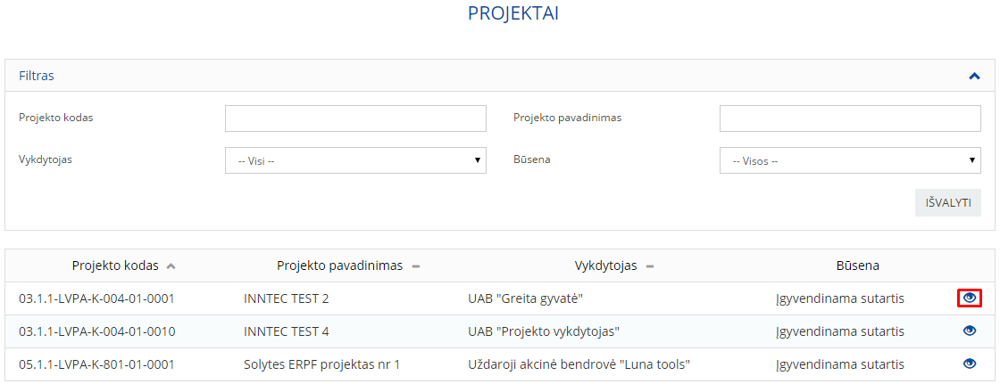 PROJEKTAI
Filtras
Projekto kodas Projekto pavadinimas
Vykdytojas -- Visi -- Būsena -- Visos --
IŠVALYTI
Projekto kodas Projekto pavadinimas Vykdytojas Būsena
03.1.1-LVPA-K-004-01-0001 INNTEC TEST 2 UAB "Greita gyvatė" Įgyvendinama sutartis
03.1.1-LVPA-K-004-01-0010 INNTEC TEST 4 UAB "Projekto vykdytojas" Įgyvendinama sutartis
05.1.1-LVPA-K-801-01-0001 Solytes ERPF projektas nr 1 Uždaroji akcinė bendrovė "Luna tools" Įgyvendinama sutartis